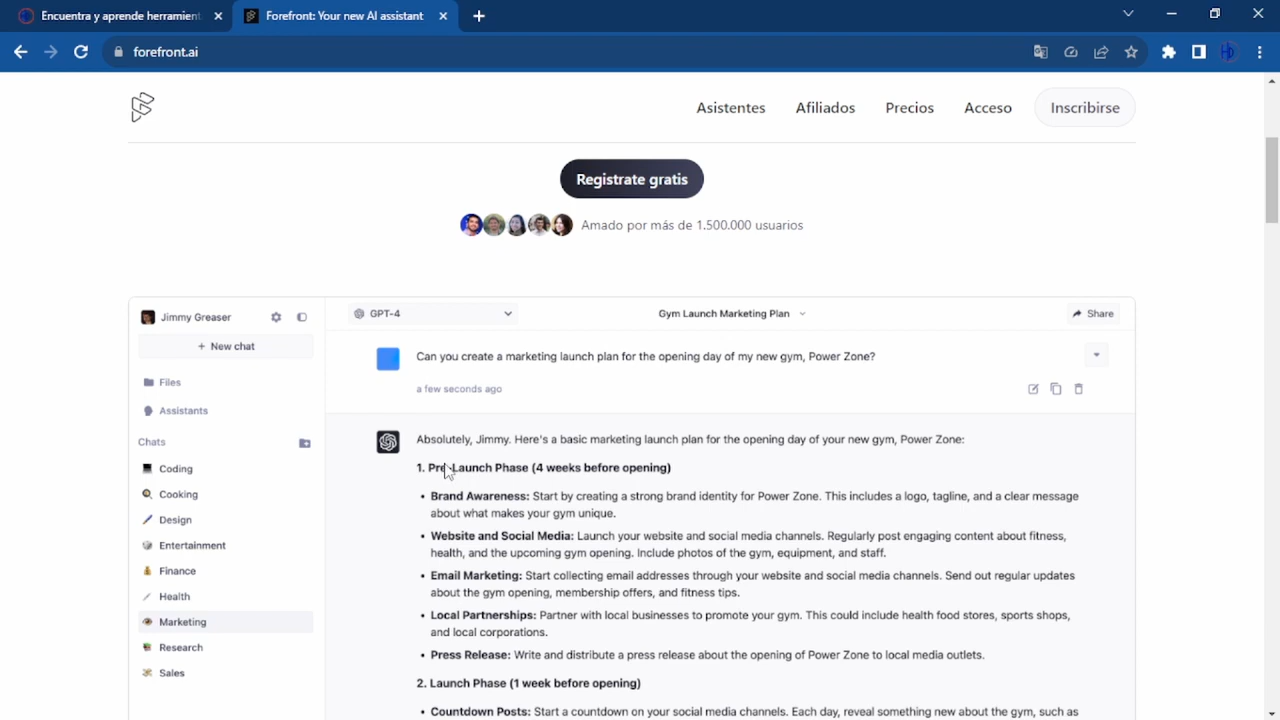 Encuentra y aprende herramient
Forefront: Your new AI assistant
forefront.ai
Asistentes
Afiliados
Precios
Acceso
Inscribirse
Registrate gratis
Amado por más de 1.500.000 usuarios
Jimmy Greaser
+ New chat
Files
Assistants
Chats
Coding
Cooking
Design
Entertainment
Finance
Health
Marketing
Research
Sales
GPT-4
Gym Launch Marketing Plan
Share
Can you create a marketing launch plan for the opening day of my new gym, Power Zone?
a few seconds ago
Absolutely, Jimmy. Here's a basic marketing launch plan for the opening day of your new gym, Power Zone:
1. Pre-Launch Phase (4 weeks before opening)
• Brand Awareness: Start by creating a strong brand identity for Power Zone. This includes a logo, tagline, and a clear message
about what makes your gym unique.
• Website and Social Media: Launch your website and social media channels. Regularly post engaging content about fitness,
health, and the upcoming gym opening. Include photos of the gym, equipment, and staff.
• Email Marketing: Start collecting email addresses through your website and social media channels. Send out regular updates
about the gym opening, membership offers, and fitness tips.
• Local Partnerships: Partner with local businesses to promote your gym. This could include health food stores, sports shops,
and local corporations.
• Press Release: Write and distribute a press release about the opening of Power Zone to local media outlets.
2. Launch Phase (1 week before opening)
• Countdown Posts: Start a countdown on your social media channels. Each day, reveal something new about the gym, such as